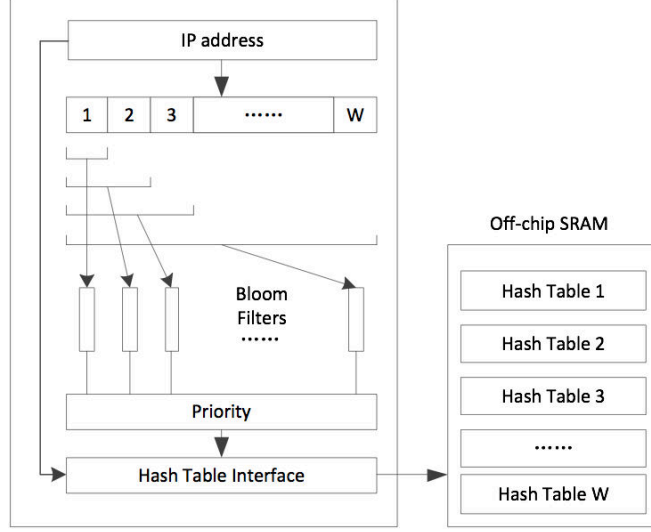 IP address
1 2 3 ...... W
Off-chip SRAM
Hash Table 1
Bloom
Filters
......
Hash Table 2
Hash Table 3
Priority
......
Hash Table Interface
Hash Table W